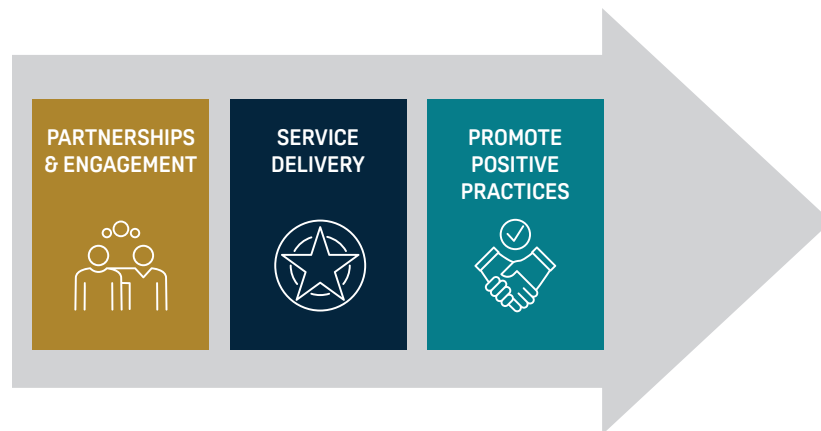 PARTNERSHIPS
& ENGAGEMENT
SERVICE
DELIVERY
PROMOTE
POSITIVE
PRACTICES